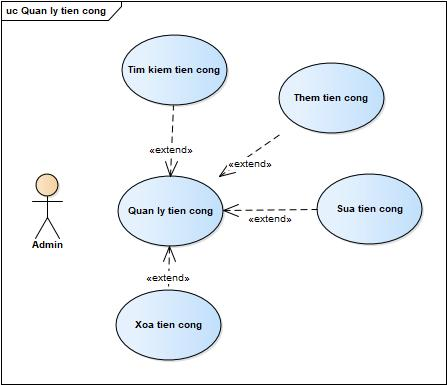 uc Quan ly tien cong
Tim kiem tien cong
Them tien cong
«extend»
«extend»
Quan ly tien cong
Sua tien cong
«extend»
Admin
«extend»
Xoa tien cong